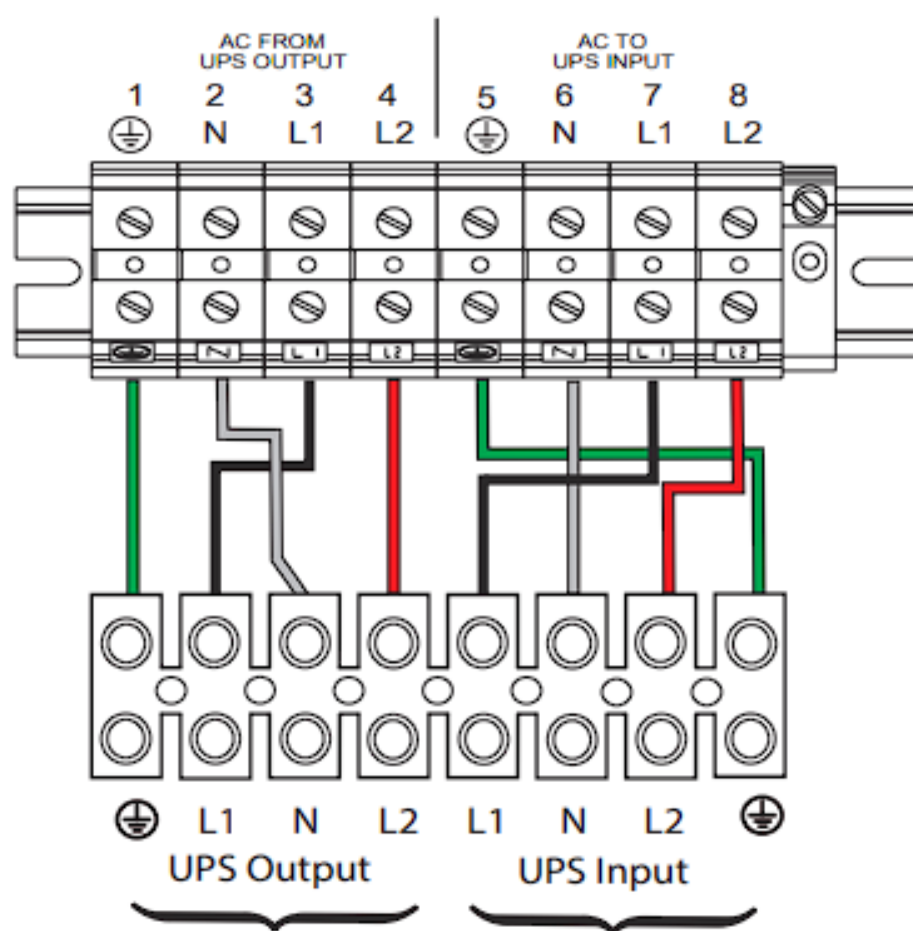 AC FROM
UPS OUTPUT
AC TO
UPS INPUT
1 2 3 4 5 6 7 8
N L1 L2 N L1 L2
N L1 L2 N L1 L2
L1 N L2 L1 N L2
UPS Output UPS Input